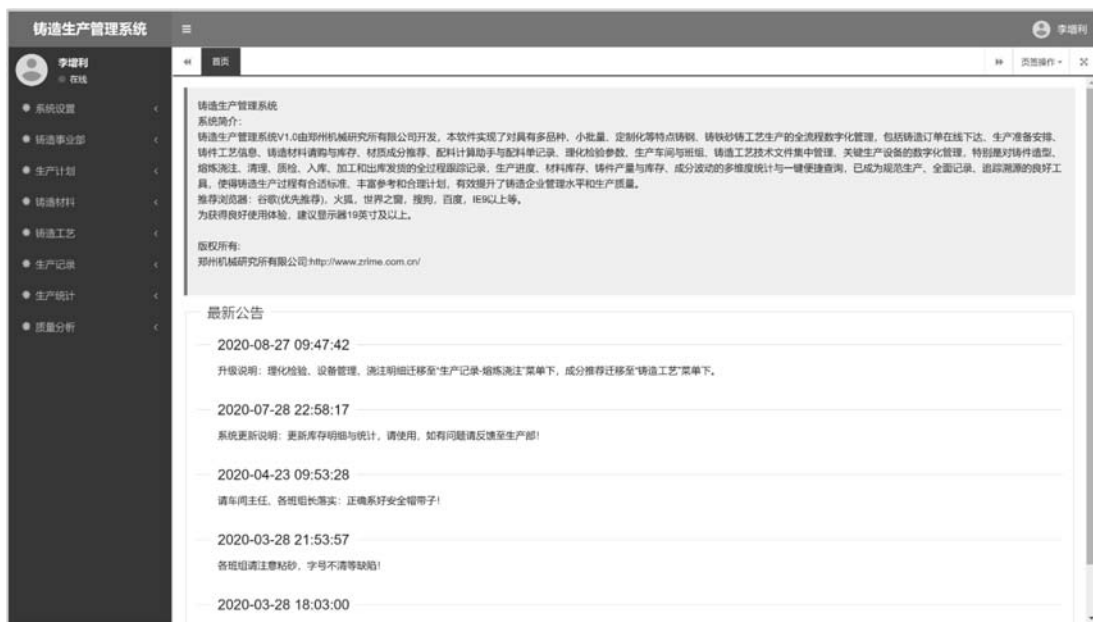 铸造生产管理系统
李增利
李增利
在线
首页
页签操作
系统设置
铸造事业部
生产计划
铸造材料
铸造工艺
生产记录
生产统计
质量分析
铸造生产管理系统
系统简介：
铸造生产管理系统V1.0由郑州机械研究所有限公司开发，本软件实现了对具有多品种、小批量、定制化等特点铸钢、铸铁砂铸工艺生产的全流程数字化管理，包括铸造订单在线下达、生产准备安排、
铸件工艺信息、铸造材料请购与库存、材质成分推荐、配料计算助手与配料单记录、理化检验参数、生产车间与班组、铸造工艺技术文件集中管理、关键生产设备的数字化管理，特别是对铸件造型、
熔炼浇注、清理、质检、入库、加工和出库发货的全过程跟踪记录，生产进度、材料库存、铸件产量与库存、成分波动的多维度统计与一键便捷查询，已成为规范生产、全面记录、追踪溯源的良好工
具，使得铸造生产过程有合适标准、丰富参考和合理计划，有效提升了铸造企业管理水平和生产质量。
推荐浏览器：谷歌(优先推荐)，火狐，世界之窗，搜狗，百度，IE9以上等。
为获得良好使用体验，建议显示器19英寸及以上。
版权所有：
郑州机械研究所有限公司:http://www.zrime.com.cn/
最新公告
2020-08-27 09:47:42
升级说明：理化检验、设备管理、浇注明细迁移至“生产记录-熔炼浇注”菜单下，成分推荐迁移至“铸造工艺”菜单下。
2020-07-28 22:58:17
系统更新说明：更新库存明细与统计，请使用，如有问题请反馈至生产部！
2020-04-23 09:53:28
请车间主任、各班组长落实：正确系好安全帽带子！
2020-03-28 21:53:57
各班组请注意粘砂，字号不清等缺陷！
2020-03-28 18:03:00